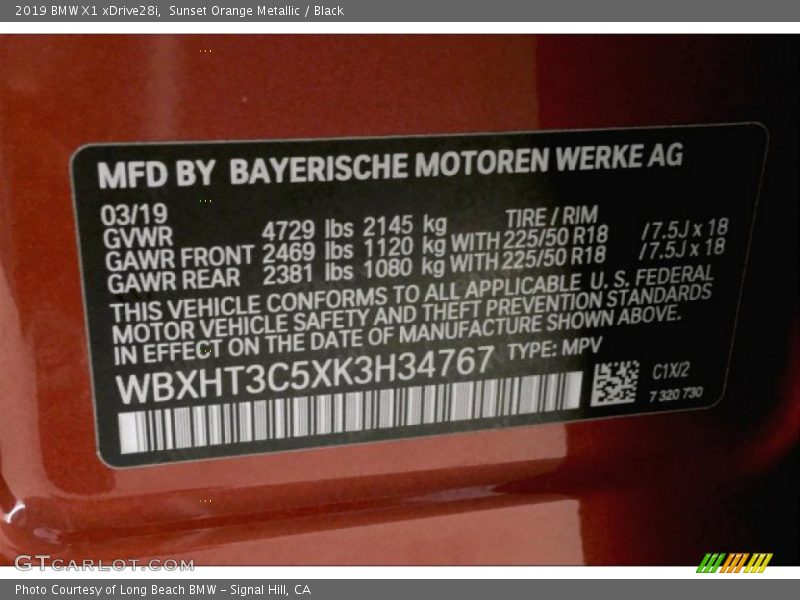 2019 BMW X1 xDrive28i, Sunset Orange Metallic / Black
MFD BY BAYERISCHE MOTOREN WERKE AG
03/19 TIRE / RIM
GVWR 4729 lbs 2145 kg
GAWR FRONT 2469 lbs 1120 kg WITH 225/50 R18 /7.5J x 18
GAWR REAR 2381 lbs 1080 kg WITH 225/50 R18 /7.5J x 18
THIS VEHICLE CONFORMS TO ALL APPLICABLE U. S. FEDERAL
MOTOR VEHICLE SAFETY AND THEFT PREVENTION STANDARDS
IN EFFECT ON THE DATE OF MANUFACTURE SHOWN ABOVE.
WBXHT3C5XK3H34767 TYPE: MPV
C1X/2
7 320 730
GTCARLOT.COM
Photo Courtesy of Long Beach BMW - Signal Hill, CA